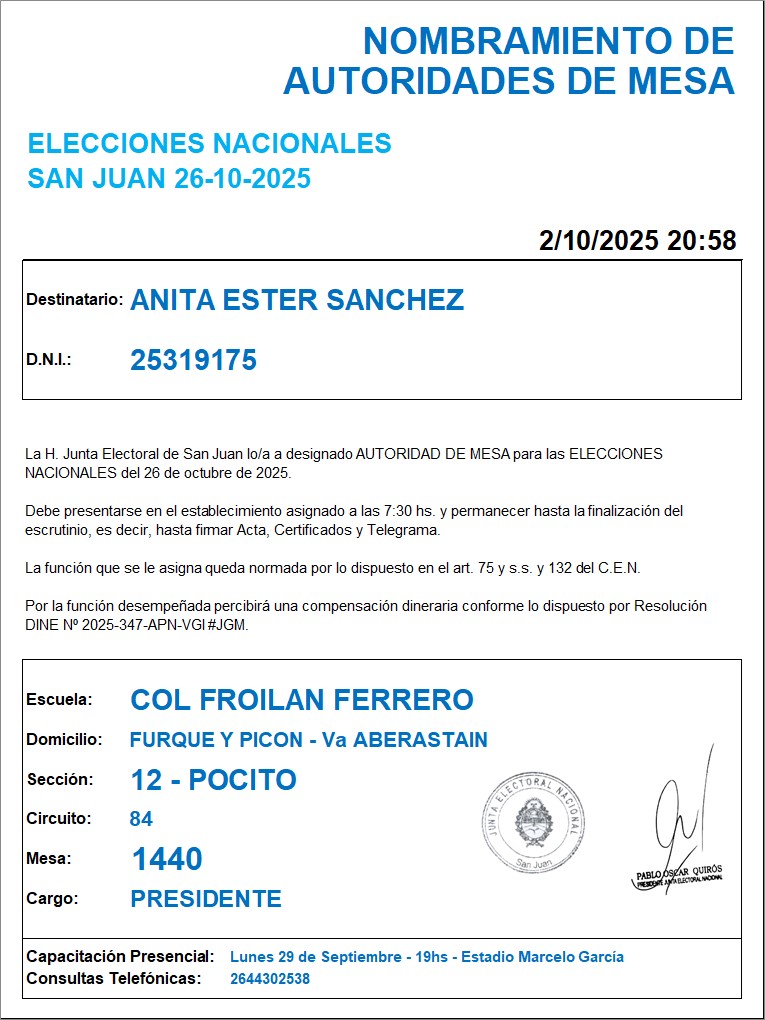 NOMBRAMIENTO DE
AUTORIDADES DE MESA
ELECCIONES NACIONALES
SAN JUAN 26-10-2025
2/10/2025 20:58
Destinatario: ANITA ESTER SANCHEZ
D.N.I.: 25319175
La H. Junta Electoral de San Juan lo/a a designado AUTORIDAD DE MESA para las ELECCIONES
NACIONALES del 26 de octubre de 2025.
Debe presentarse en el establecimiento asignado a las 7:30 hs. y permanecer hasta la finalización del
escrutinio, es decir, hasta firmar Acta, Certificados y Telegrama.
La función que se le asigna queda normada por lo dispuesto en el art. 75 y s.s. y 132 del C.E.N.
Por la función desempeñada percibirá una compensación dineraria conforme lo dispuesto por Resolución
DINE Nº 2025-347-APN-VGI#JGM.
Escuela: COL FROILAN FERRERO
Domicilio: FURQUE Y PICON - Va ABERASTAIN
Sección: 12 - POCITO
Circuito: 84
Mesa: 1440
Cargo: PRESIDENTE
JUNTA ELECTORAL NACIONAL
San Juan
PABLO OSCAR QUIRÓS
PRESIDENTE JUNTA ELECTORAL NACIONAL
Capacitación Presencial: Lunes 29 de Septiembre - 19hs - Estadio Marcelo García
Consultas Telefónicas: 2644302538